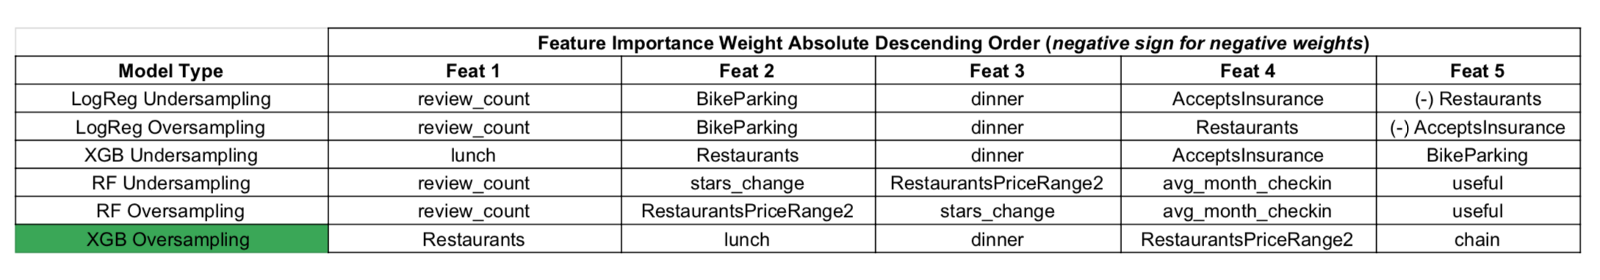 Feature Importance Weight Absolute Descending Order (negative sign for negative weights)
Model Type Feat 1 Feat 2 Feat 3 Feat 4 Feat 5
LogReg Undersampling review_count BikeParking dinner AcceptsInsurance (-) Restaurants
LogReg Oversampling review_count BikeParking dinner Restaurants (-) AcceptsInsurance
XGB Undersampling lunch Restaurants dinner AcceptsInsurance BikeParking
RF Undersampling review_count stars_change RestaurantsPriceRange2 avg_month_checkin useful
RF Oversampling review_count RestaurantsPriceRange2 stars_change avg_month_checkin useful
XGB Oversampling Restaurants lunch dinner RestaurantsPriceRange2 chain